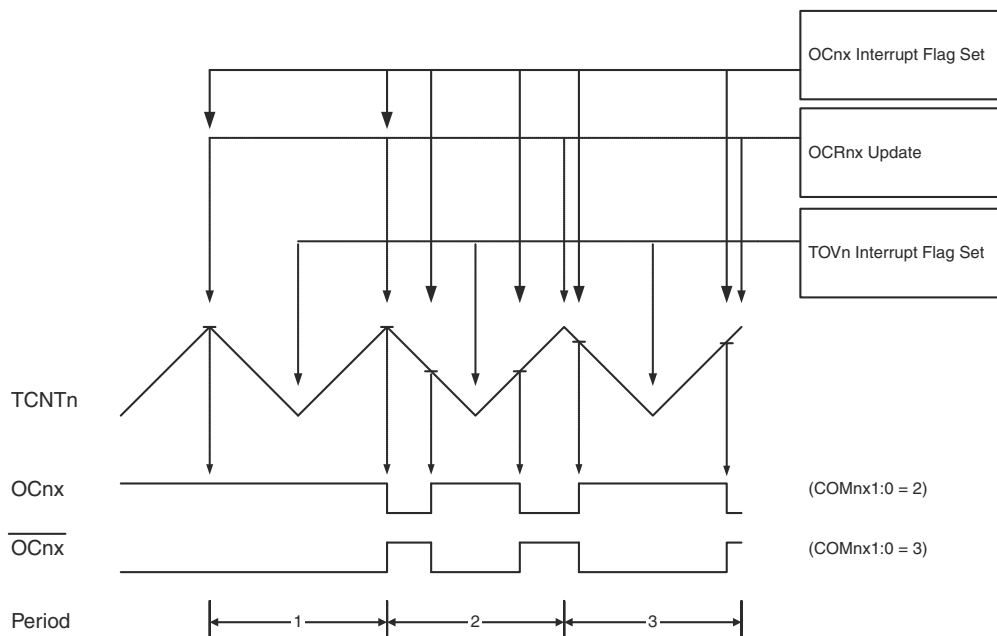 OCnx Interrupt Flag Set
OCRnx Update
TOVn Interrupt Flag Set
TCNTn
OCnx (COMnx1:0 = 2)
OCnx (COMnx1:0 = 3)
Period 1 2 3